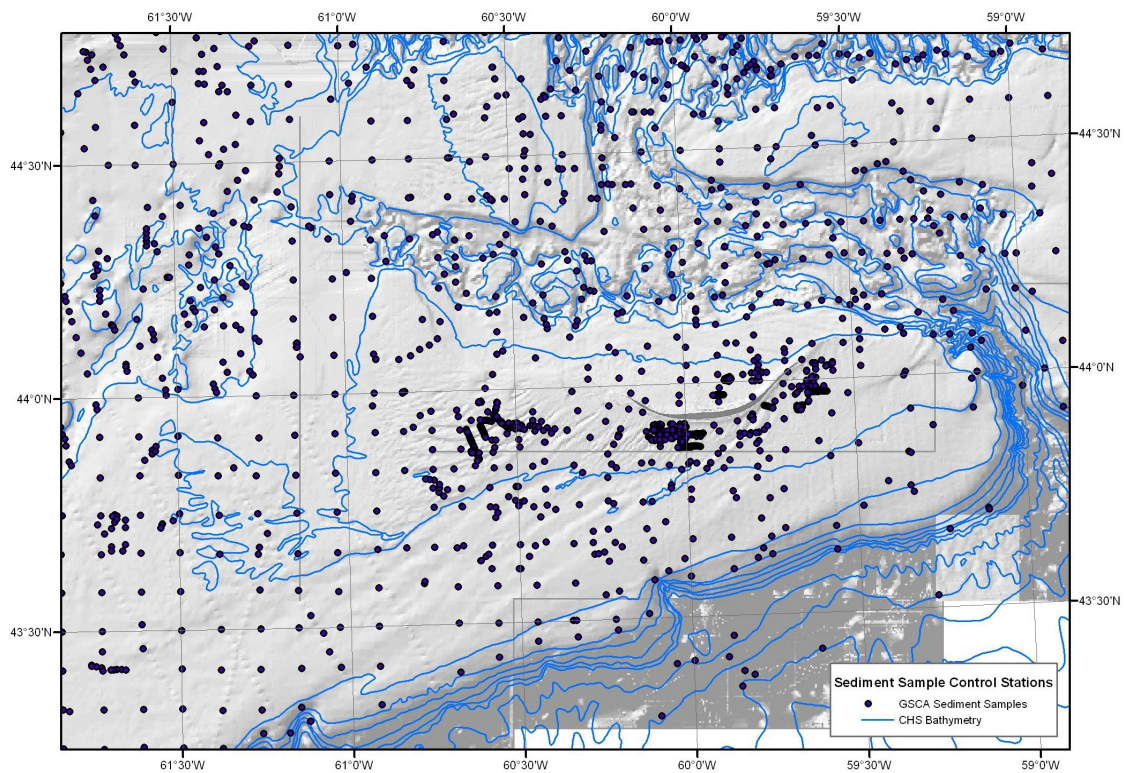 61°30'W 61°0'W 60°30'W 60°0'W 59°30'W 59°0'W
44°30'N 44°30'N
44°0'N 44°0'N
43°30'N 43°30'N
Sediment Sample Control Stations
GSCA Sediment Samples
CHS Bathymetry
61°30'W 61°0'W 60°30'W 60°0'W 59°30'W 59°0'W